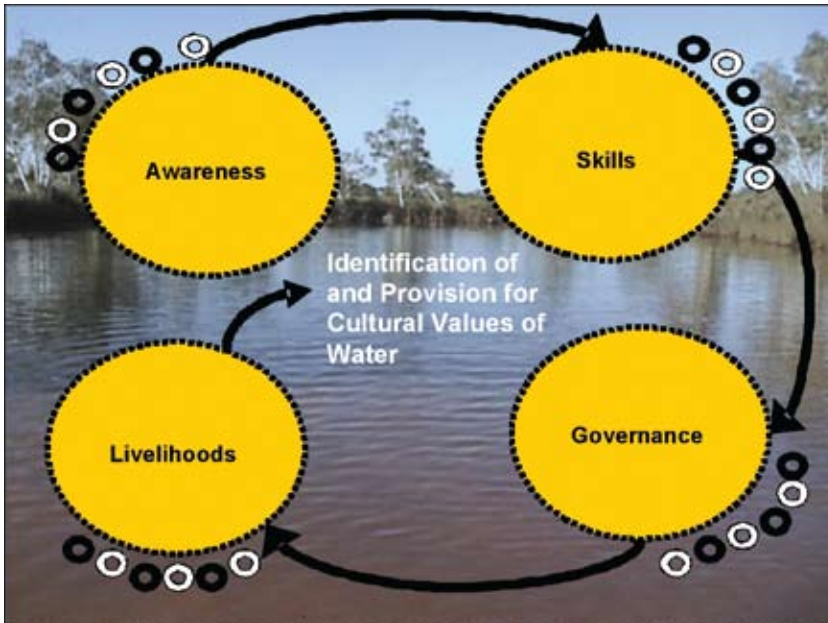 Awareness
Skills
Identification of
and Provision for
Cultural Values of
Water
Livelihoods
Governance